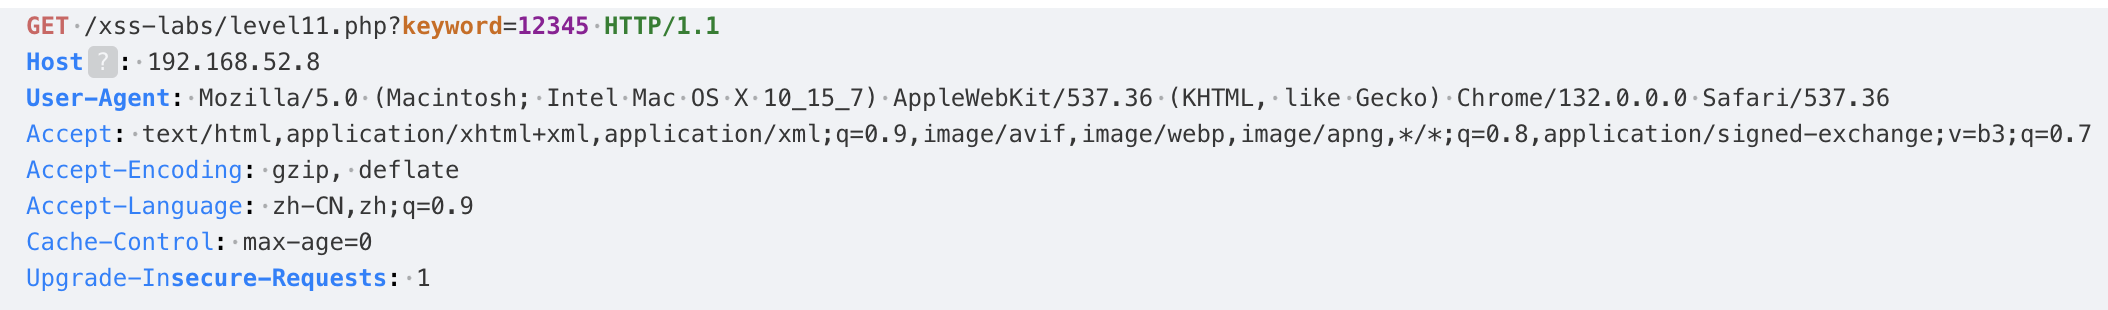 GET /xss-labs/level11.php?keyword=12345 HTTP/1.1
Host ? : 192.168.52.8
User-Agent: Mozilla/5.0 (Macintosh; Intel Mac OS X 10_15_7) AppleWebKit/537.36 (KHTML, like Gecko) Chrome/132.0.0.0 Safari/537.36
Accept: text/html,application/xhtml+xml,application/xml;q=0.9,image/avif,image/webp,image/apng,*/*;q=0.8,application/signed-exchange;v=b3;q=0.7
Accept-Encoding: gzip, deflate
Accept-Language: zh-CN,zh;q=0.9
Cache-Control: max-age=0
Upgrade-Insecure-Requests: 1